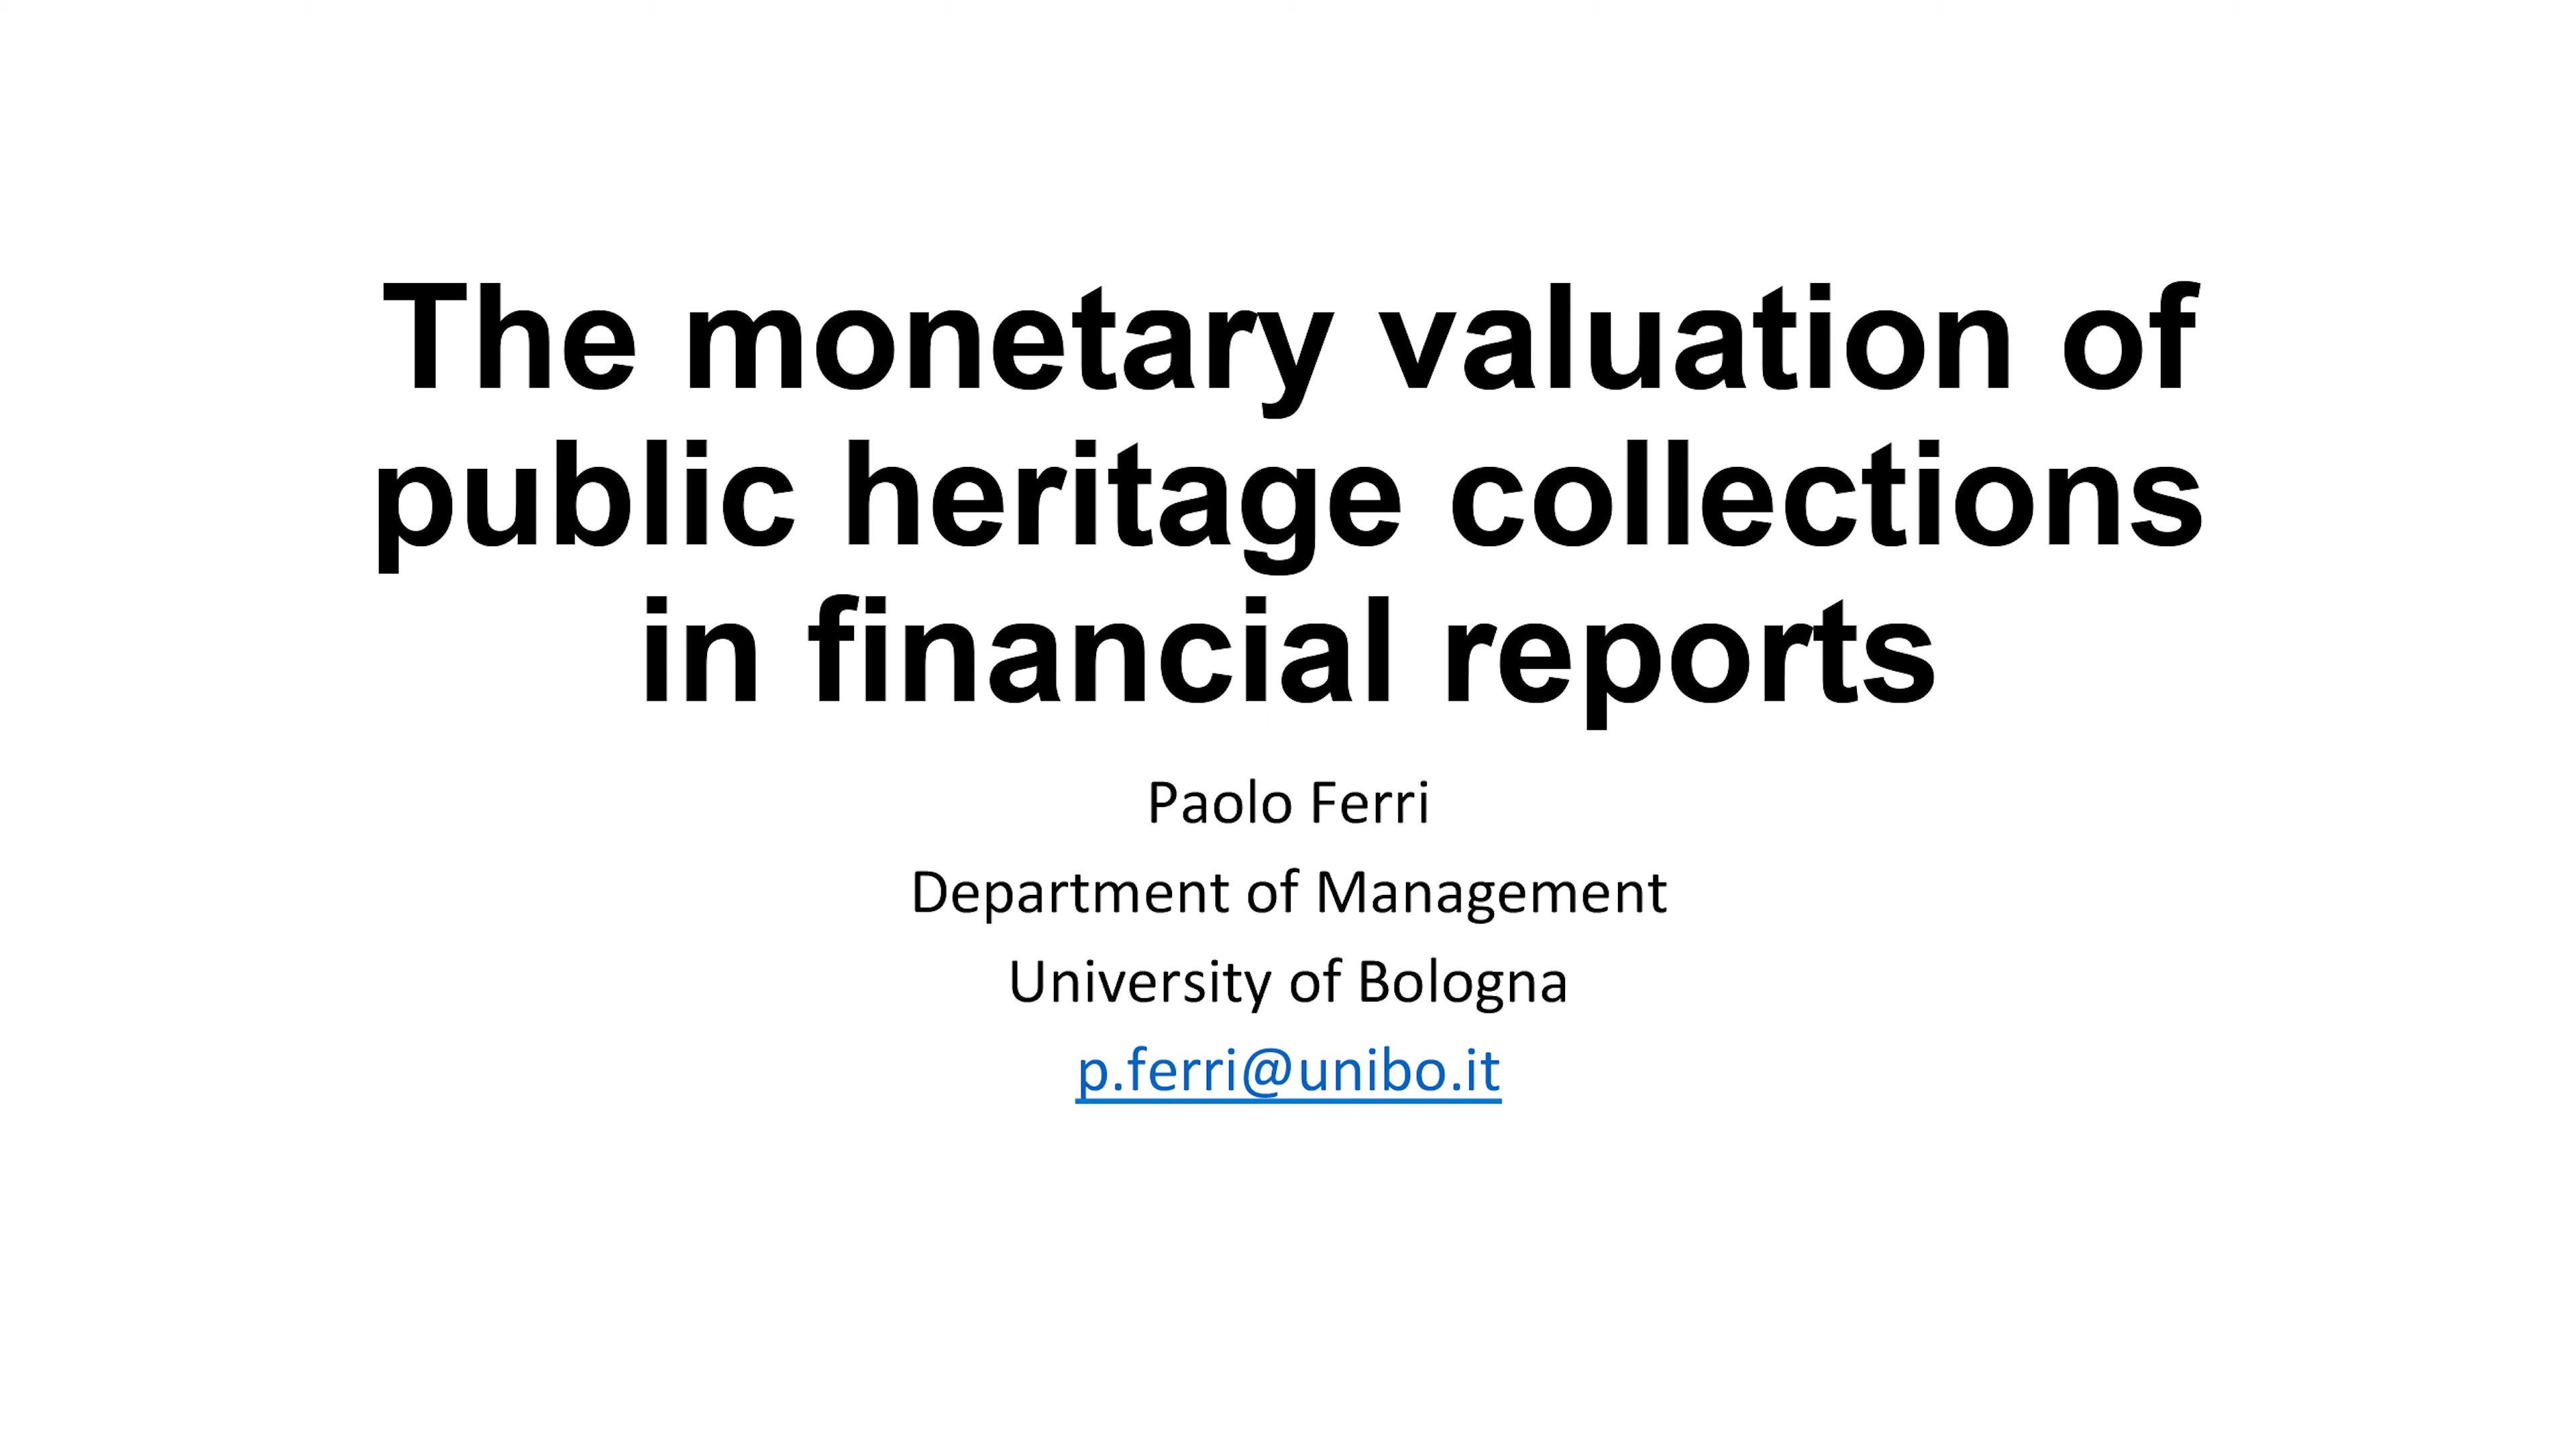 The monetary valuation of
public heritage collections
in financial reports
Paolo Ferri
Department of Management
University of Bologna
p.ferri@unibo.it